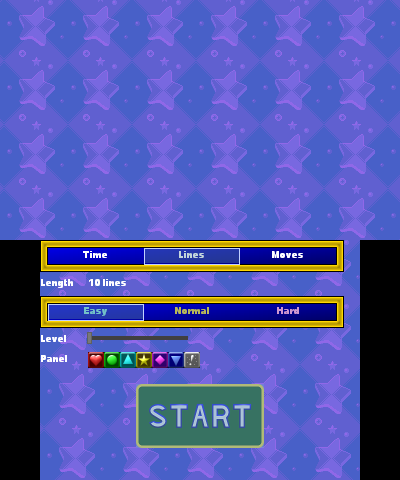 Time Lines Moves
Length 10 lines
Easy Normal Hard
Level
Panel !
START